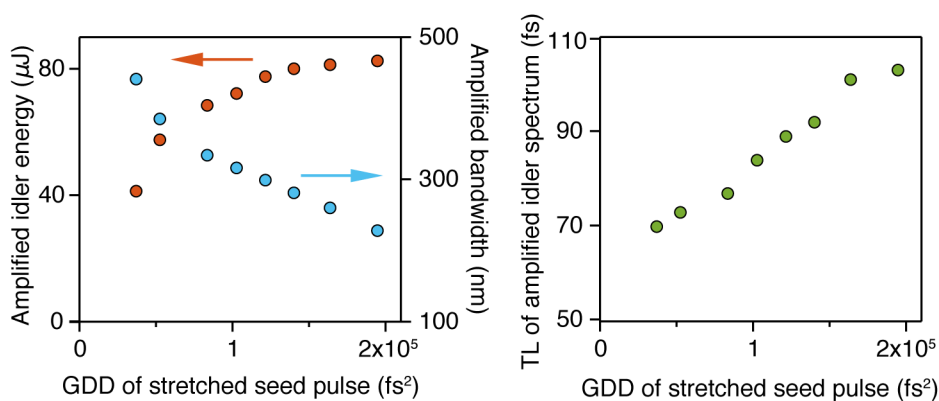 Amplified idler energy (μJ)
80
40
0
0
1
2x10⁵
GDD of stretched seed pulse (fs²)
500
300
100
Amplified bandwidth (nm)
TL of amplified idler spectrum (fs)
110
90
70
50
0
1
2x10⁵
GDD of stretched seed pulse (fs²)